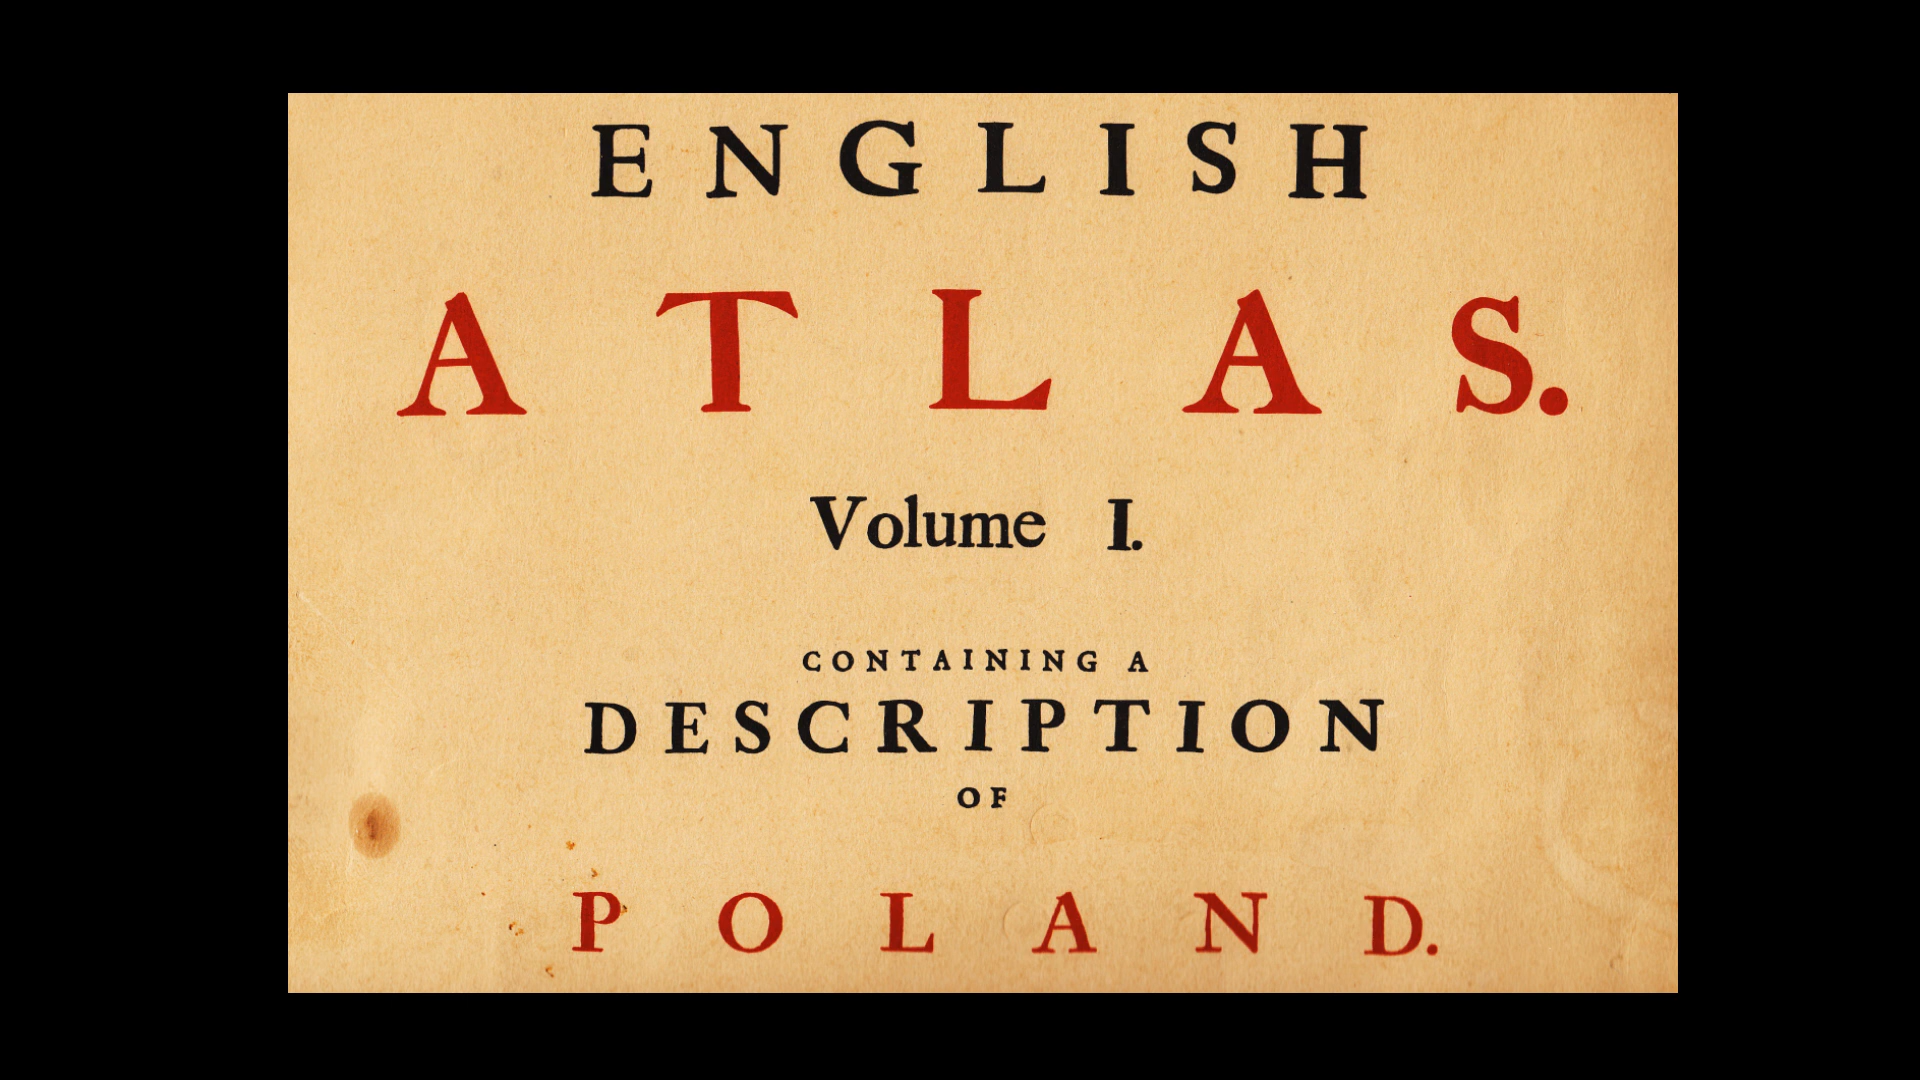 ENGLISH
ATLAS.
Volume I.
CONTAINING A
DESCRIPTION
OF
POLAND.